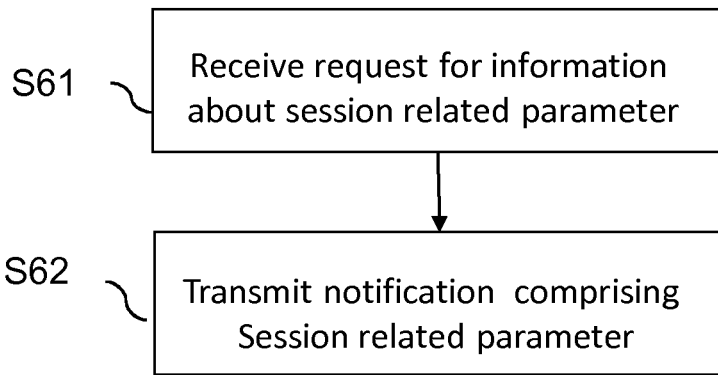 S61
Receive request for information
about session related parameter
S62
Transmit notification comprising
Session related parameter